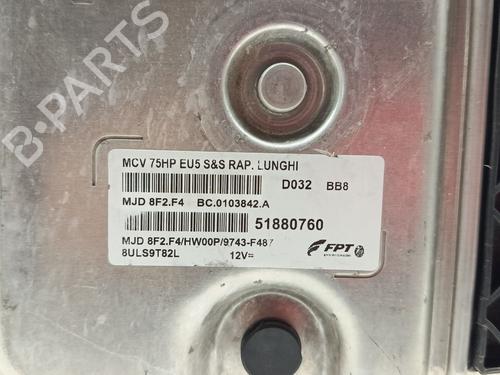 B-PARTS
MCV 75HP EU5 S&S RAP. LUNGHI
D032 BB8
MJD 8F2.F4 BC.0103842.A
51880760
MJD 8F2.F4/HW00P/9743-F487
8ULS9T82L 12V=
FPT